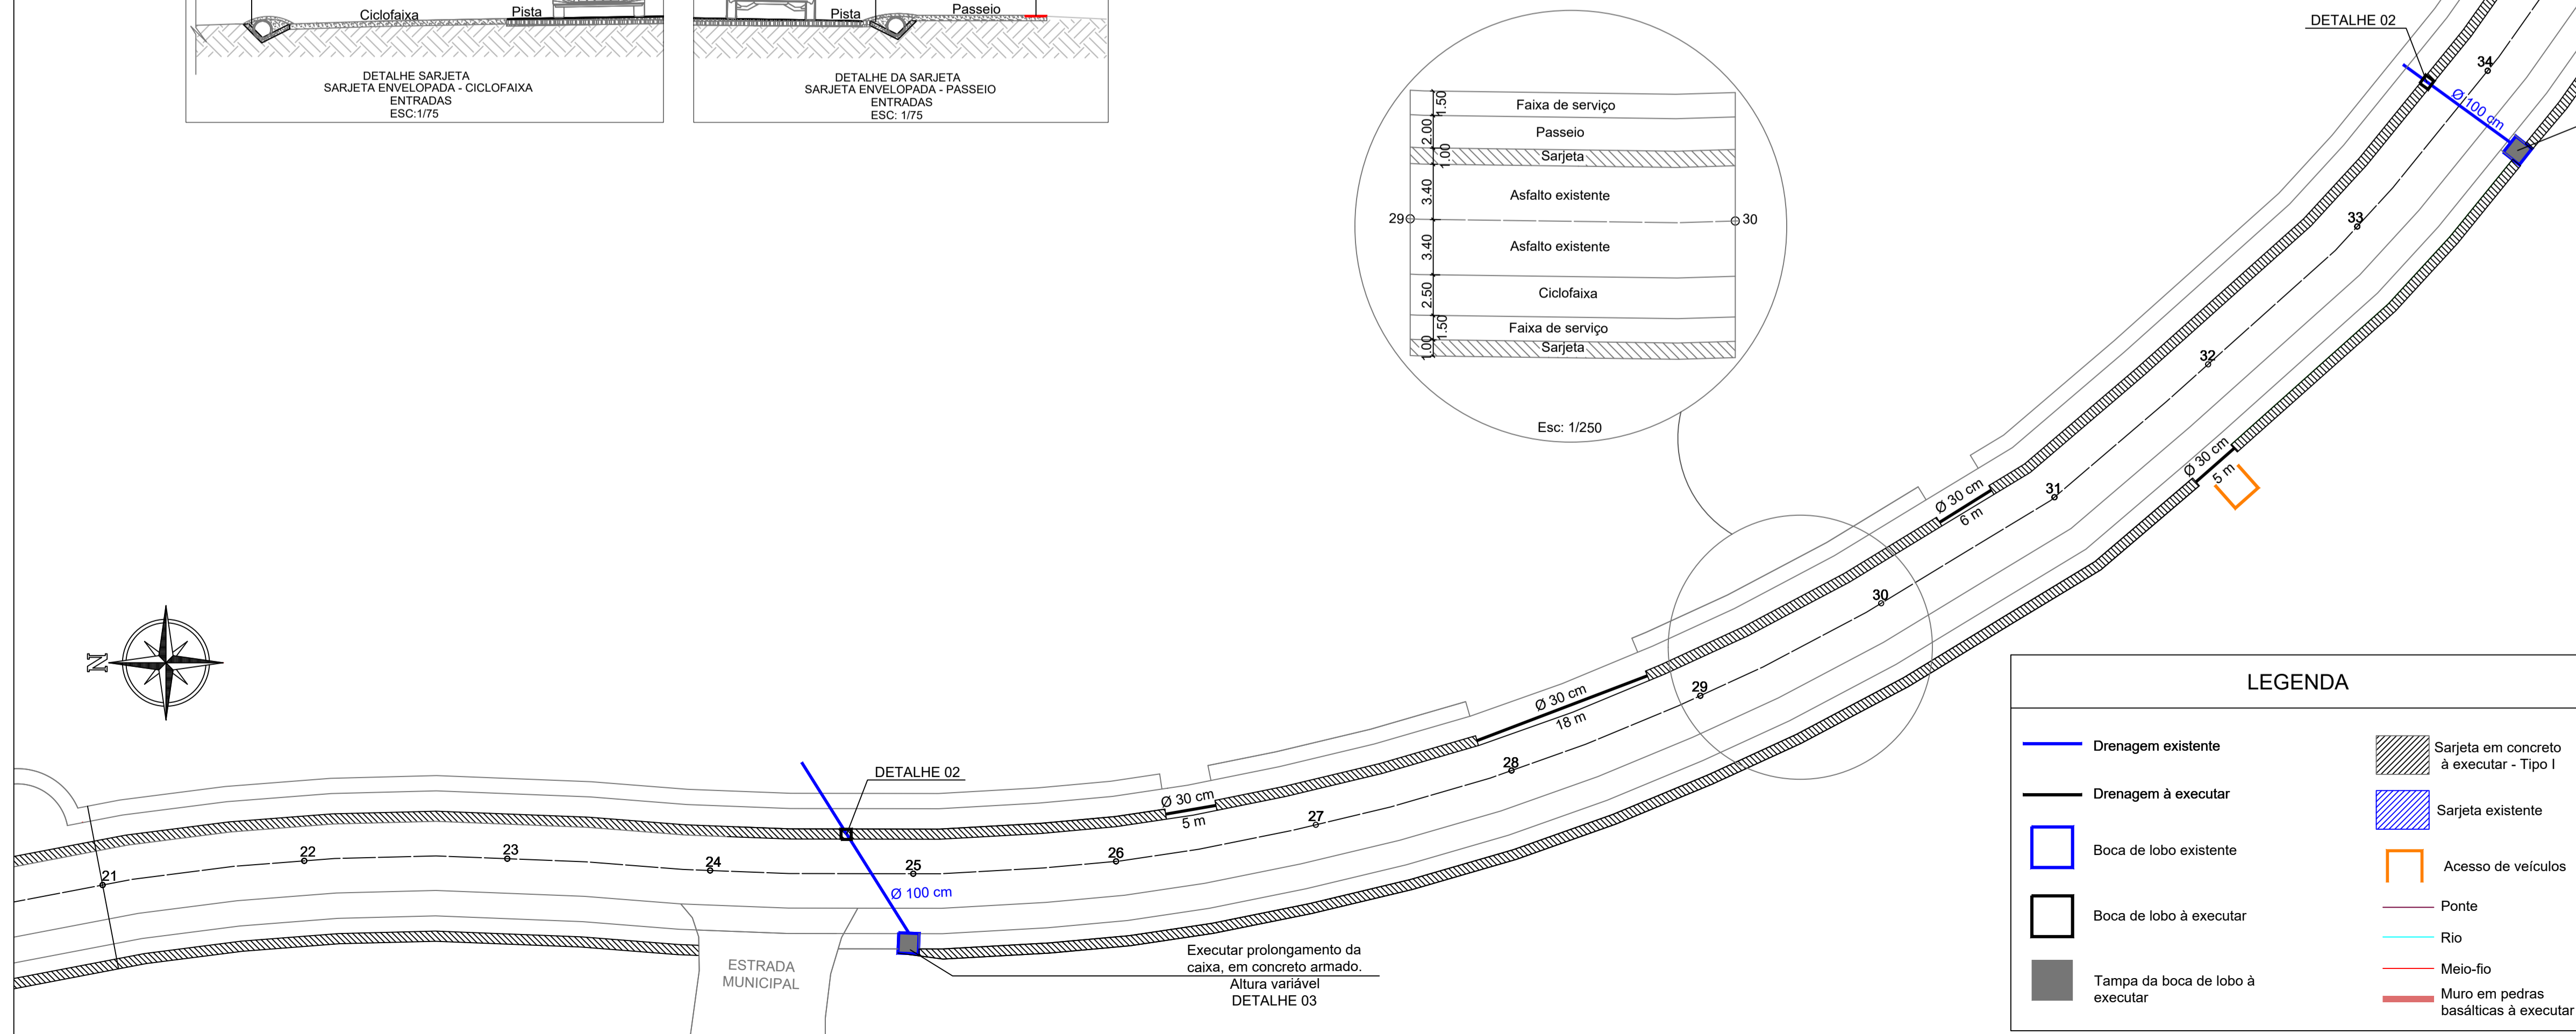 Ciclofaixa
Pista
DETALHE SARJETA
SARJETA ENVELOPADA - CICLOFAIXA
ENTRADAS
ESC:1/75
Pista
Passeio
DETALHE DA SARJETA
SARJETA ENVELOPADA - PASSEIO
ENTRADAS
ESC: 1/75
1.50
Faixa de serviço
2.00
Passeio
1.00
Sarjeta
3.40
Asfalto existente
29
30
3.40
Asfalto existente
2.50
Ciclofaixa
1.50
Faixa de serviço
1.00
Sarjeta
Esc: 1/250
DETALHE 02
34
Ø 100 cm
33
32
Ø 30 cm
5 m
31
Ø 30 cm
6 m
30
29
Ø 30 cm
18 m
28
27
Ø 30 cm
5 m
26
DETALHE 02
25
24
23
22
21
Ø 100 cm
N
ESTRADA
MUNICIPAL
Executar prolongamento da
caixa, em concreto armado.
Altura variável
DETALHE 03
LEGENDA
Drenagem existente
Drenagem à executar
Boca de lobo existente
Boca de lobo à executar
Tampa da boca de lobo à
executar
Sarjeta em concreto
à executar - Tipo I
Sarjeta existente
Acesso de veículos
Ponte
Rio
Meio-fio
Muro em pedras
basálticas à executar